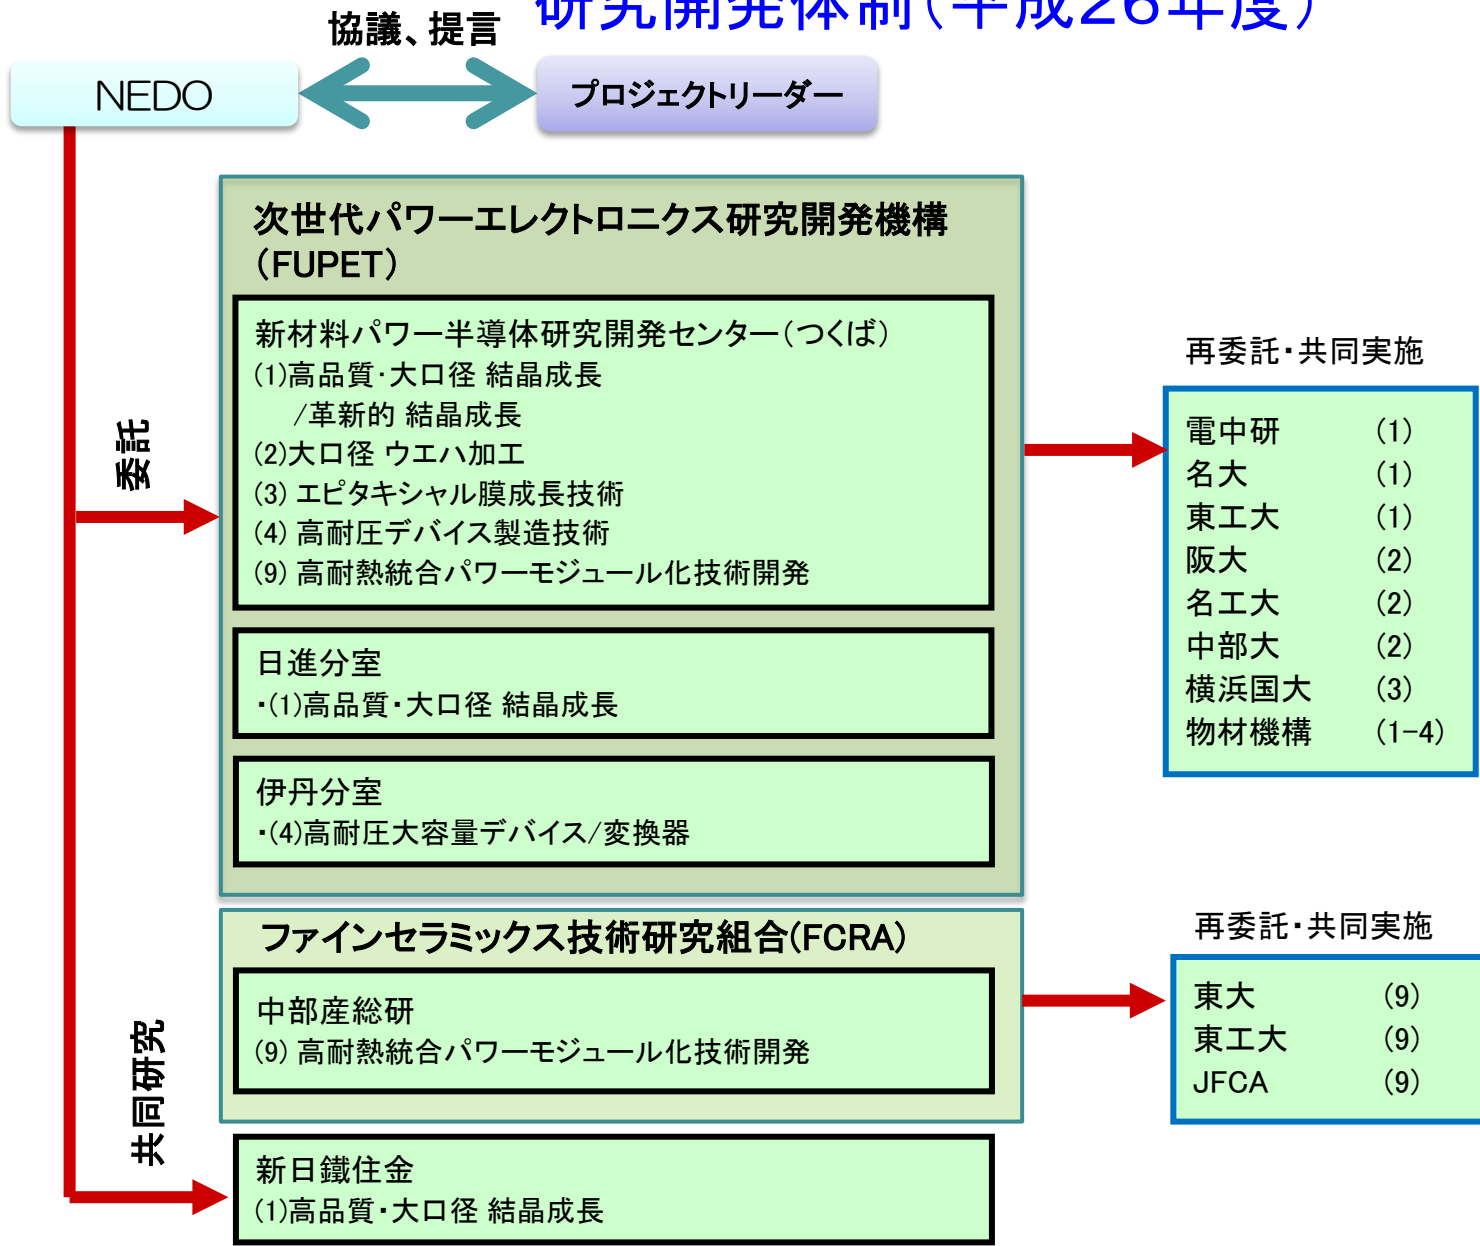 研究開発体制（平成２６年度）
協議、提言
NEDO
プロジェクトリーダー
次世代パワーエレクトロニクス研究開発機構
（FUPET）
新材料パワー半導体研究開発センター（つくば）
(1)高品質・大口径 結晶成長
/革新的 結晶成長
(2)大口径 ウエハ加工
(3) エピタキシャル膜成長技術
(4) 高耐圧デバイス製造技術
(9) 高耐熱統合パワーモジュール化技術開発
日進分室
・(1)高品質・大口径 結晶成長
伊丹分室
・(4)高耐圧大容量デバイス/変換器
委託
再委託・共同実施
電中研 (1)
名大 (1)
東工大 (1)
阪大 (2)
名工大 (2)
中部大 (2)
横浜国大 (3)
物材機構 (1-4)
ファインセラミックス技術研究組合(FCRA)
中部産総研
(9) 高耐熱統合パワーモジュール化技術開発
再委託・共同実施
東大 (9)
東工大 (9)
JFCA (9)
共同研究
新日鐵住金
(1)高品質・大口径 結晶成長